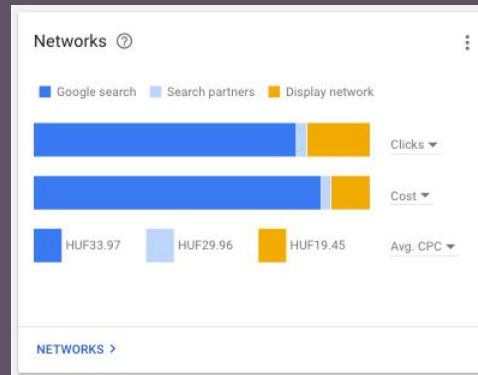 Networks
Google search Search partners Display network
Clicks
Cost
HUF33.97 HUF29.96 HUF19.45 Avg. CPC
NETWORKS